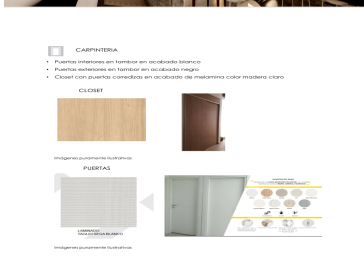 CARPINTERIA
• Puertas interiores en tambor en acabado blanco
• Puertas exteriores en tambor en acabado negro
• Closet con puertas corredizas en acabado de melamina color madera claro
CLOSET
Imágenes puramente ilustrativas
PUERTAS
LAMINADO
Imágenes puramente ilustrativas